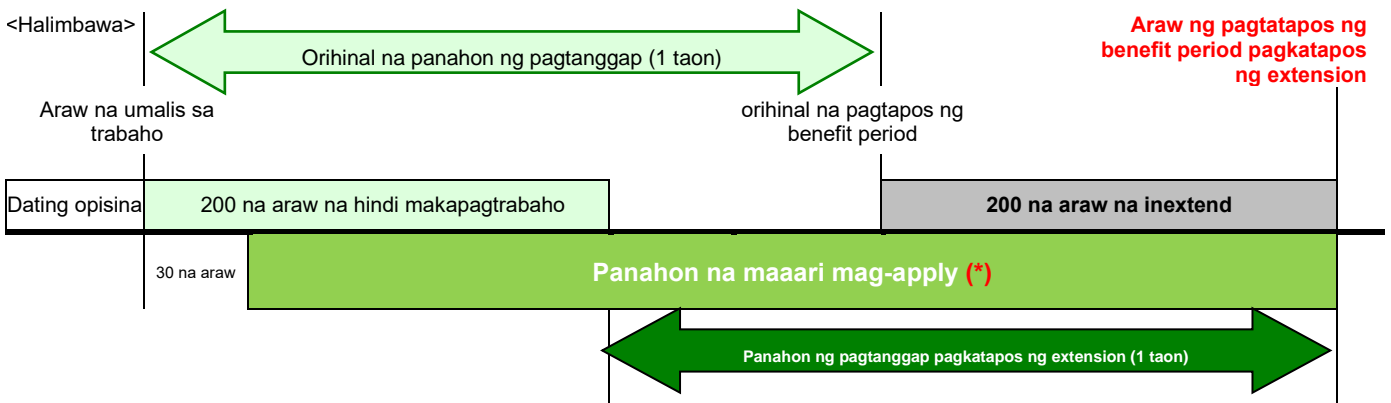 <Halimbawa>
Orihinal na panahon ng pagtanggap (1 taon)
Araw ng pagtatapos ng
benefit period pagkatapos
ng extension
Araw na umalis sa
trabaho
orihinal na pagtapos ng
benefit period
Dating opisina
200 na araw na hindi makapagtrabaho
200 na araw na inextend
30 na araw
Panahon na maaari mag-apply (*)
Panahon ng pagtanggap pagkatapos ng extension (1 taon)